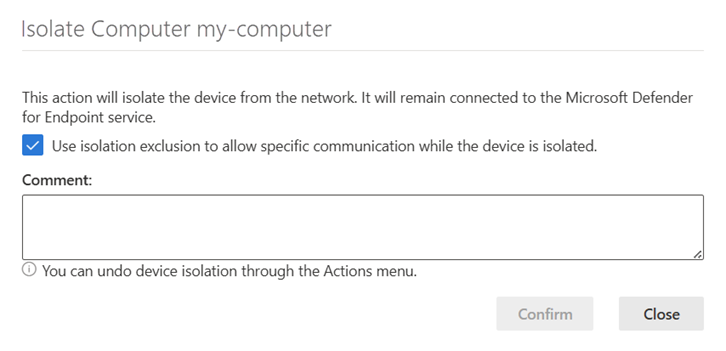 Isolate Computer my-computer
This action will isolate the device from the network. It will remain connected to the Microsoft Defender
for Endpoint service.
Use isolation exclusion to allow specific communication while the device is isolated.
Comment:
You can undo device isolation through the Actions menu.
Confirm Close